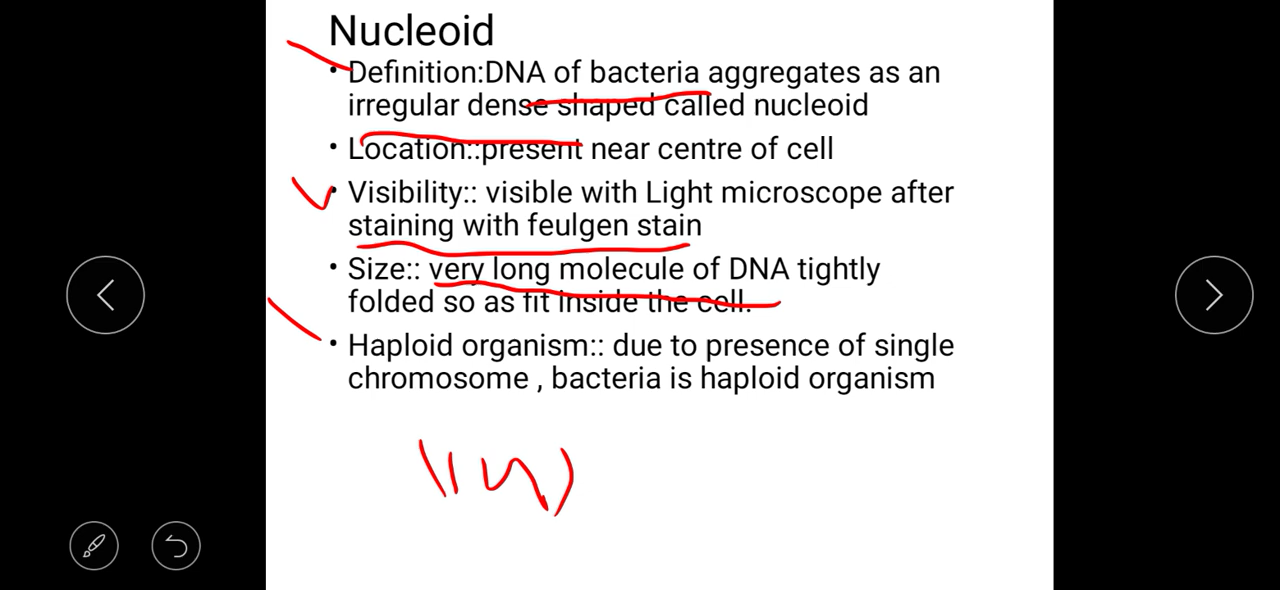 Nucleoid
• Definition:DNA of bacteria aggregates as an
irregular dense shaped called nucleoid
• Location::present near centre of cell
• Visibility:: visible with Light microscope after
staining with feulgen stain
• Size:: very long molecule of DNA tightly
folded so as fit inside the cell.
• Haploid organism:: due to presence of single
chromosome , bacteria is haploid organism